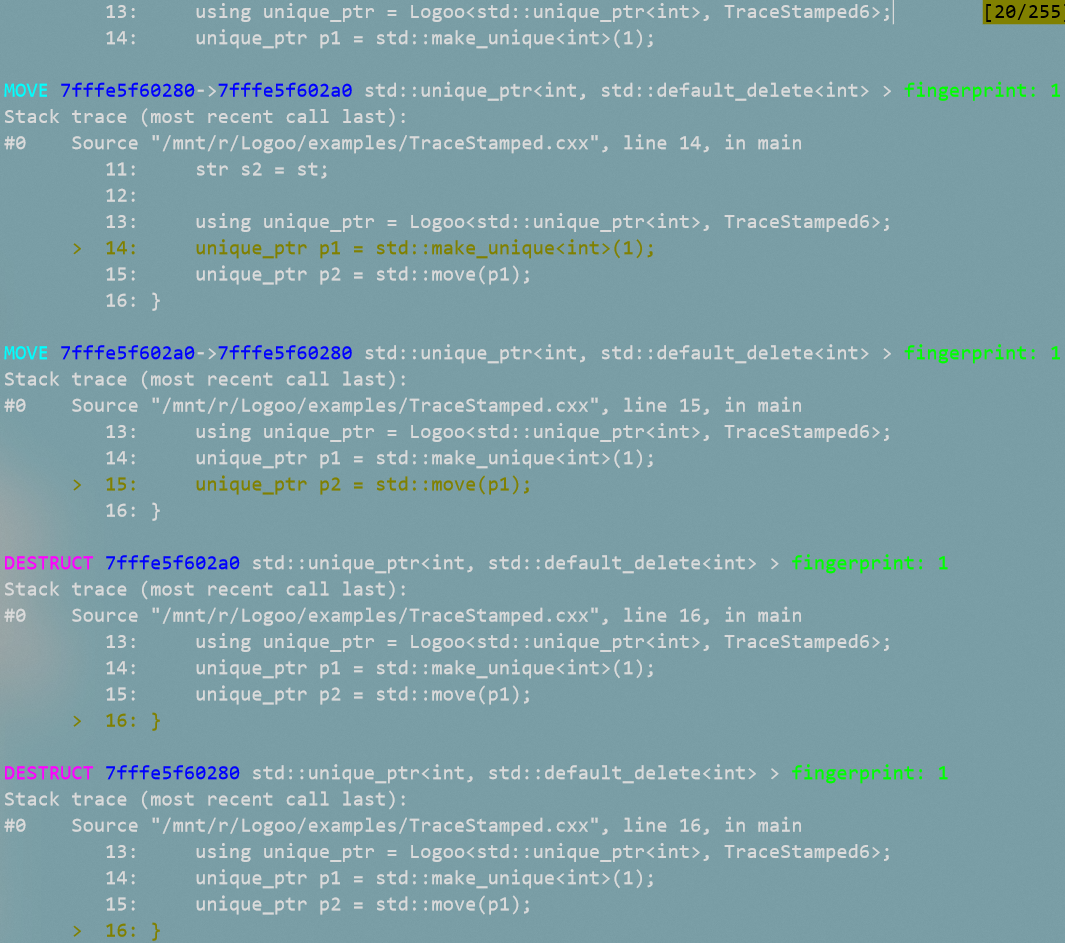 13:     using unique_ptr = Logoo<std::unique_ptr<int>, TraceStamped6>; [20/255]
14:     unique_ptr p1 = std::make_unique<int>(1);
MOVE 7fffe5f60280->7fffe5f602a0 std::unique_ptr<int, std::default_delete<int> > fingerprint: 1
Stack trace (most recent call last):
#0    Source "/mnt/r/Logoo/examples/TraceStamped.cxx", line 14, in main
11:     str s2 = st;
12:
13:     using unique_ptr = Logoo<std::unique_ptr<int>, TraceStamped6>;
>  14:     unique_ptr p1 = std::make_unique<int>(1);
15:     unique_ptr p2 = std::move(p1);
16: }
MOVE 7fffe5f602a0->7fffe5f60280 std::unique_ptr<int, std::default_delete<int> > fingerprint: 1
Stack trace (most recent call last):
#0    Source "/mnt/r/Logoo/examples/TraceStamped.cxx", line 15, in main
13:     using unique_ptr = Logoo<std::unique_ptr<int>, TraceStamped6>;
14:     unique_ptr p1 = std::make_unique<int>(1);
>  15:     unique_ptr p2 = std::move(p1);
16: }
DESTRUCT 7fffe5f602a0 std::unique_ptr<int, std::default_delete<int> > fingerprint: 1
Stack trace (most recent call last):
#0    Source "/mnt/r/Logoo/examples/TraceStamped.cxx", line 16, in main
13:     using unique_ptr = Logoo<std::unique_ptr<int>, TraceStamped6>;
14:     unique_ptr p1 = std::make_unique<int>(1);
15:     unique_ptr p2 = std::move(p1);
>  16: }
DESTRUCT 7fffe5f60280 std::unique_ptr<int, std::default_delete<int> > fingerprint: 1
Stack trace (most recent call last):
#0    Source "/mnt/r/Logoo/examples/TraceStamped.cxx", line 16, in main
13:     using unique_ptr = Logoo<std::unique_ptr<int>, TraceStamped6>;
14:     unique_ptr p1 = std::make_unique<int>(1);
15:     unique_ptr p2 = std::move(p1);
>  16: }